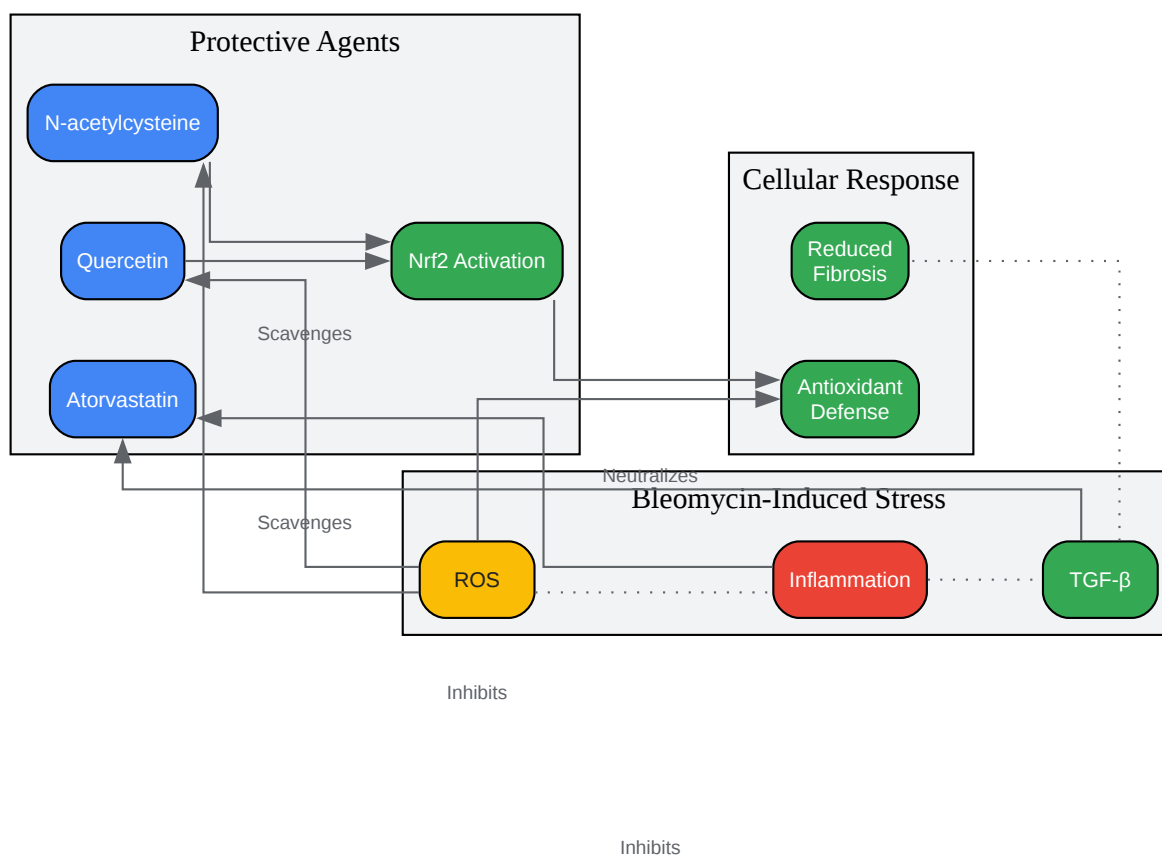 Protective Agents
N-acetylcysteine
Quercetin
Nrf2 Activation
Scavenges
Atorvastatin
Cellular Response
Reduced
Fibrosis
Antioxidant
Defense
Neutralizes
Bleomycin-Induced Stress
Scavenges
ROS
Inflammation
TGF-β
Inhibits
Inhibits